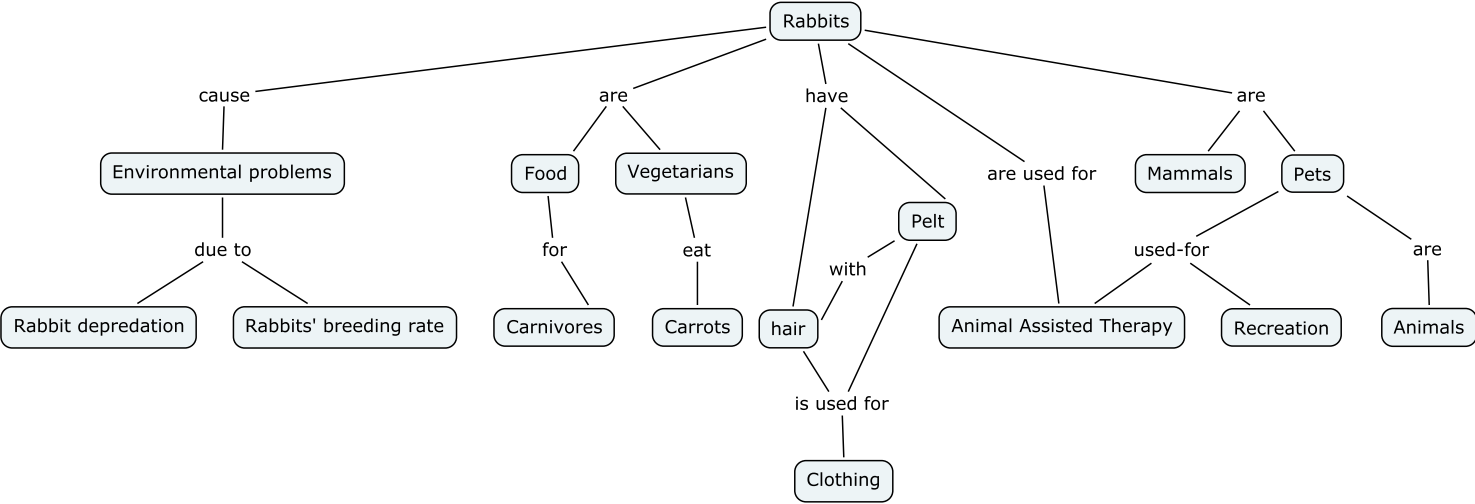 Rabbits
cause
are
have
are
Environmental problems
Food
Vegetarians
are used for
Mammals
Pets
Pelt
due to
for
eat
with
used-for
are
Rabbit depredation
Rabbits' breeding rate
Carnivores
Carrots
hair
Animal Assisted Therapy
Recreation
Animals
is used for
Clothing